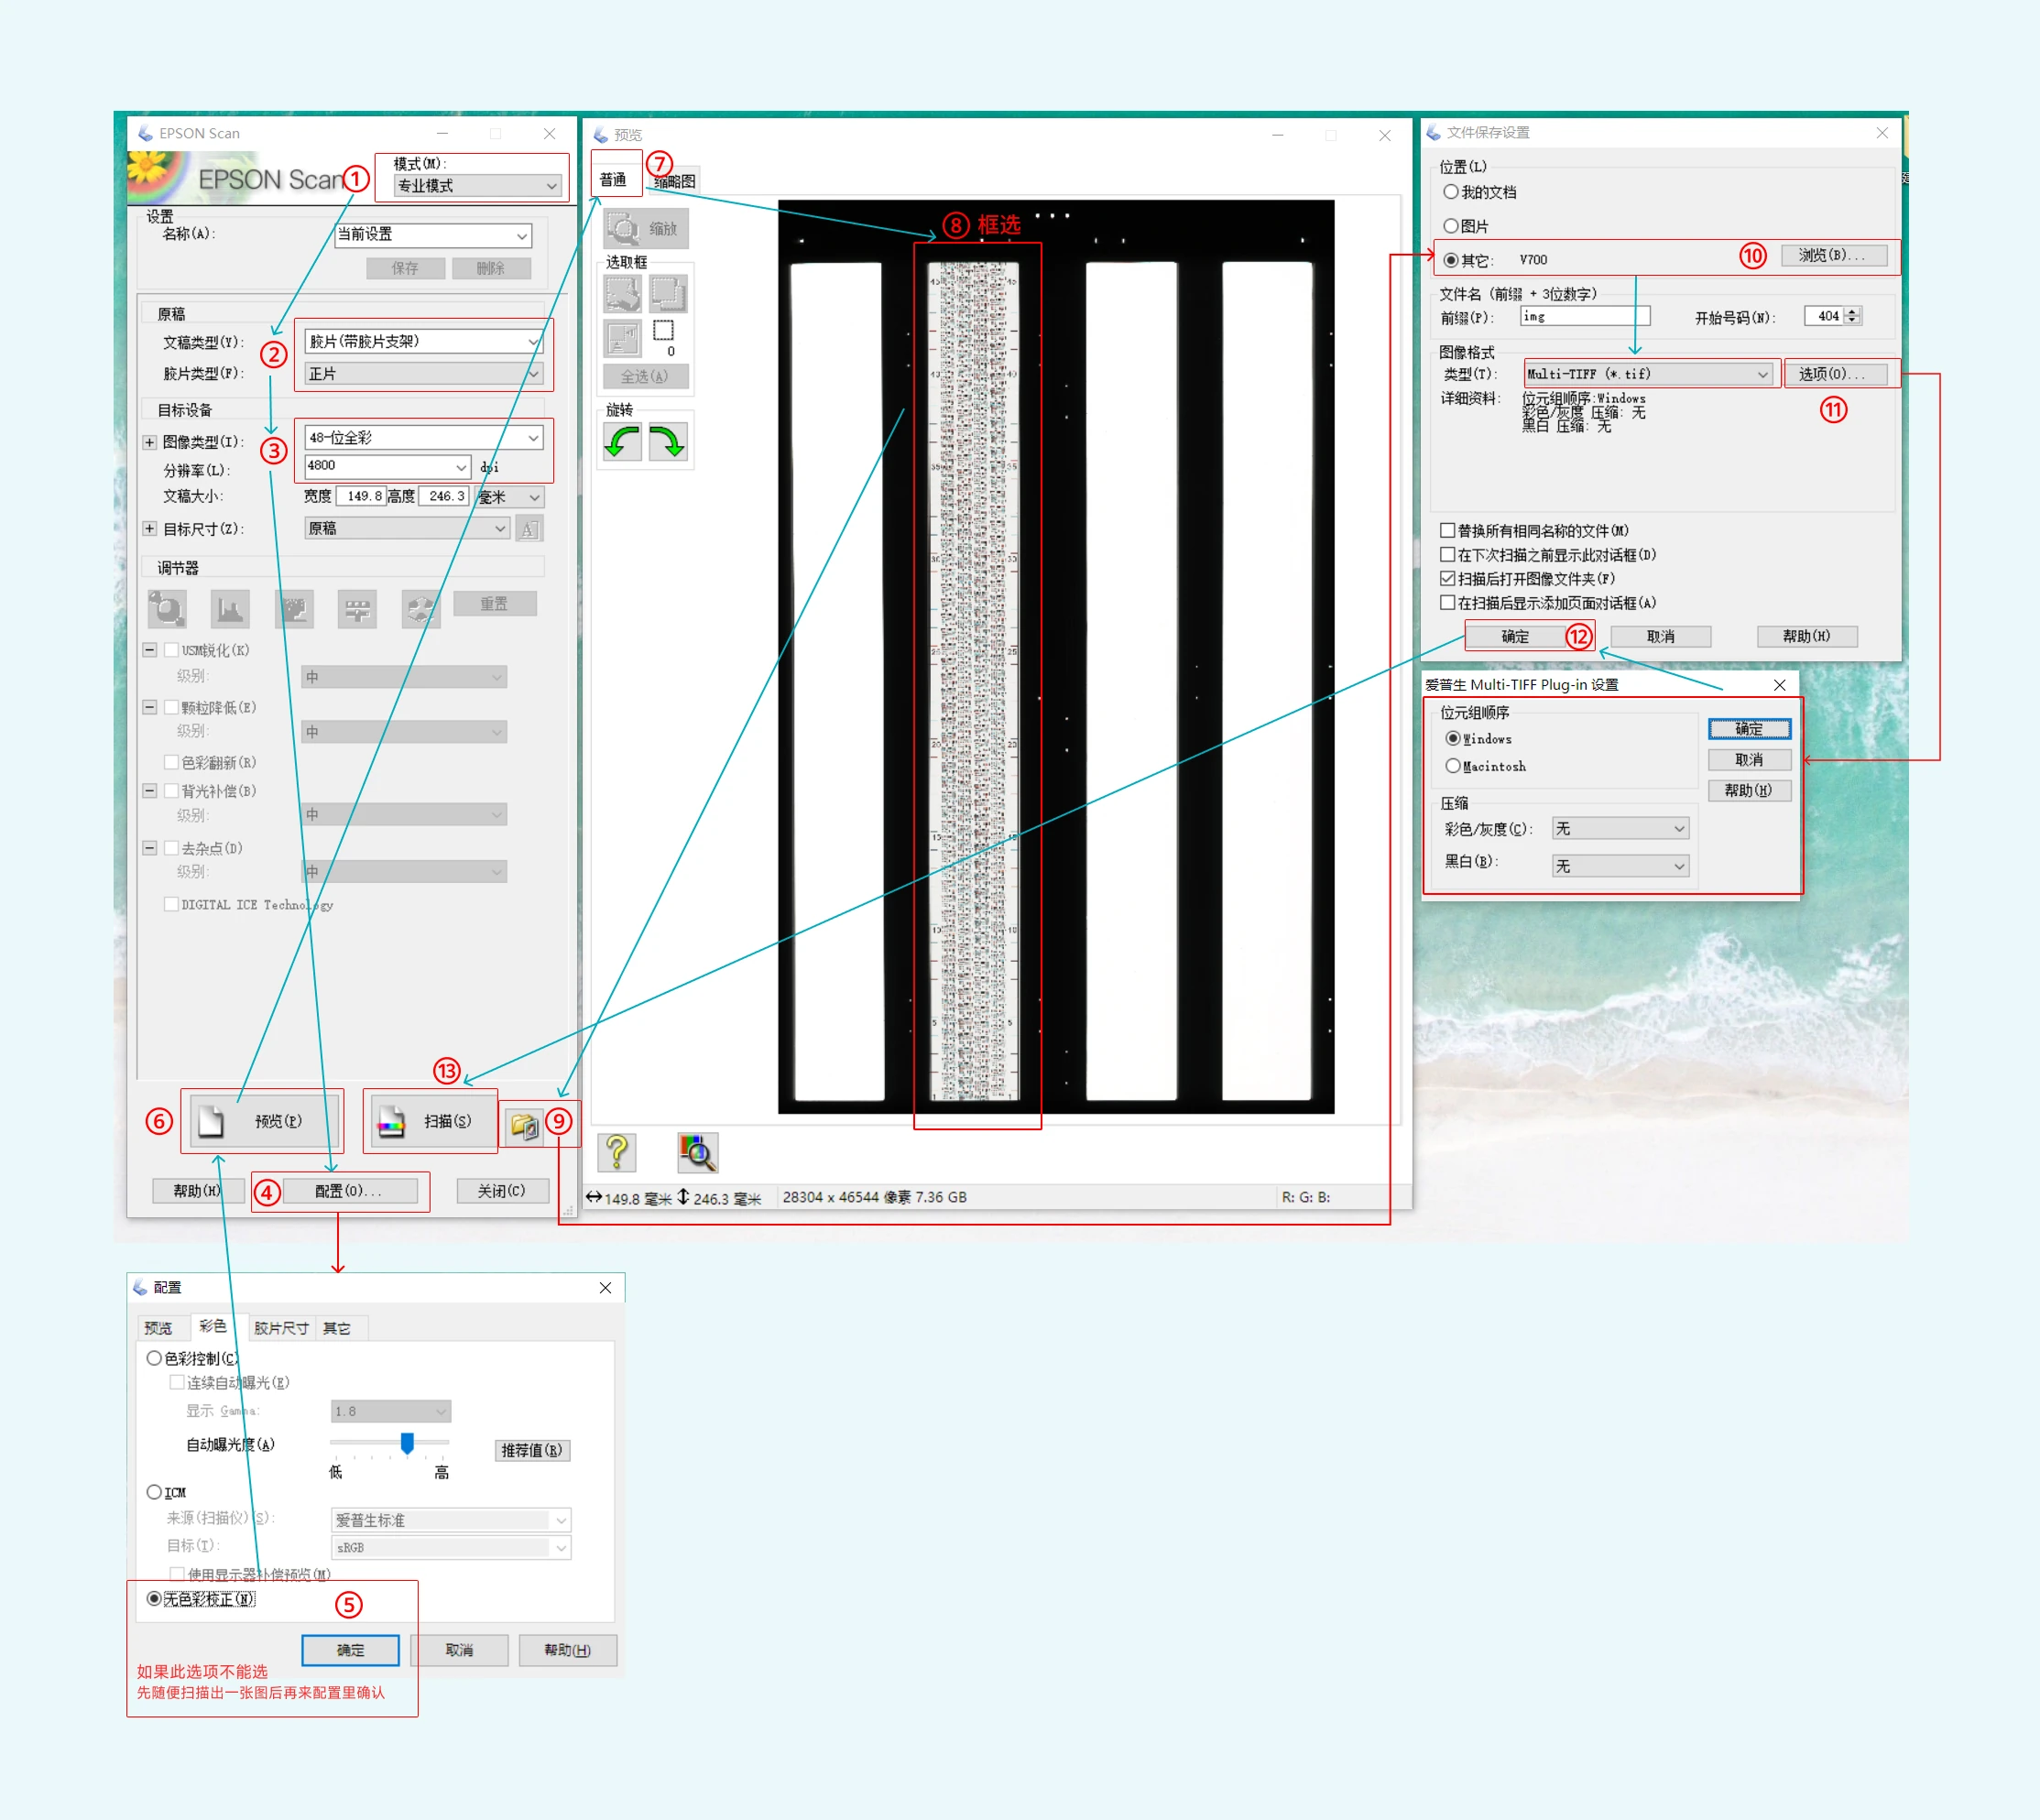 EPSON Scan
EPSON Scan
①
模式(M):
专业模式
设置
名称(A):
当前设置
保存
删除
原稿
文稿类型(Y):
胶片(带胶片支架)
②
胶片类型(F):
正片
目标设备
图像类型(I):
48-位全彩
③
分辨率(L):
4800
dpi
文稿大小:
宽度 149.8 高度 246.3 毫米
目标尺寸(Z):
原稿
调节器
重置
USM锐化(K)
级别:
中
颗粒降低(E)
级别:
中
色彩翻新(R)
背光补偿(B)
级别:
中
去杂点(D)
级别:
中
DIGITAL ICE Technology
⑬
⑥
预览(P)
扫描(S)
⑨
帮助(H)
④
配置(O)...
关闭(C)
预览
普通
⑦
缩略图
缩放
选取框
0
全选(A)
旋转
⑧ 框选
149.8 毫米 246.3 毫米
28304 x 46544 像素 7.36 GB
R: G: B:
文件保存设置
位置(L)
我的文档
图片
其它:
V700
⑩
浏览(B)...
文件名 (前缀 + 3位数字)
前缀(P):
img
开始号码(N):
404
图像格式
类型(T):
Multi-TIFF (*.tif)
选项(O)...
⑪
详细资料:
位元组顺序:Windows
彩色/灰度 压缩: 无
黑白 压缩: 无
替换所有相同名称的文件(M)
在下次扫描之前显示此对话框(D)
扫描后打开图像文件夹(F)
在扫描后显示添加页面对话框(A)
确定
⑫
取消
帮助(H)
爱普生 Multi-TIFF Plug-in 设置
位元组顺序
Windows
Macintosh
确定
取消
帮助(H)
压缩
彩色/灰度(C):
无
黑白(B):
无
配置
预览
彩色
胶片尺寸
其它
色彩控制(C)
连续自动曝光(E)
显示 Gamma:
1.8
自动曝光度(A)
推荐值(R)
低
高
ICM
来源(扫描仪)(S):
爱普生标准
目标(T):
sRGB
使用显示器补偿预览(M)
无色彩校正(N)
⑤
确定
取消
帮助(H)
如果此选项不能选
先随便扫描出一张图后再来配置里确认